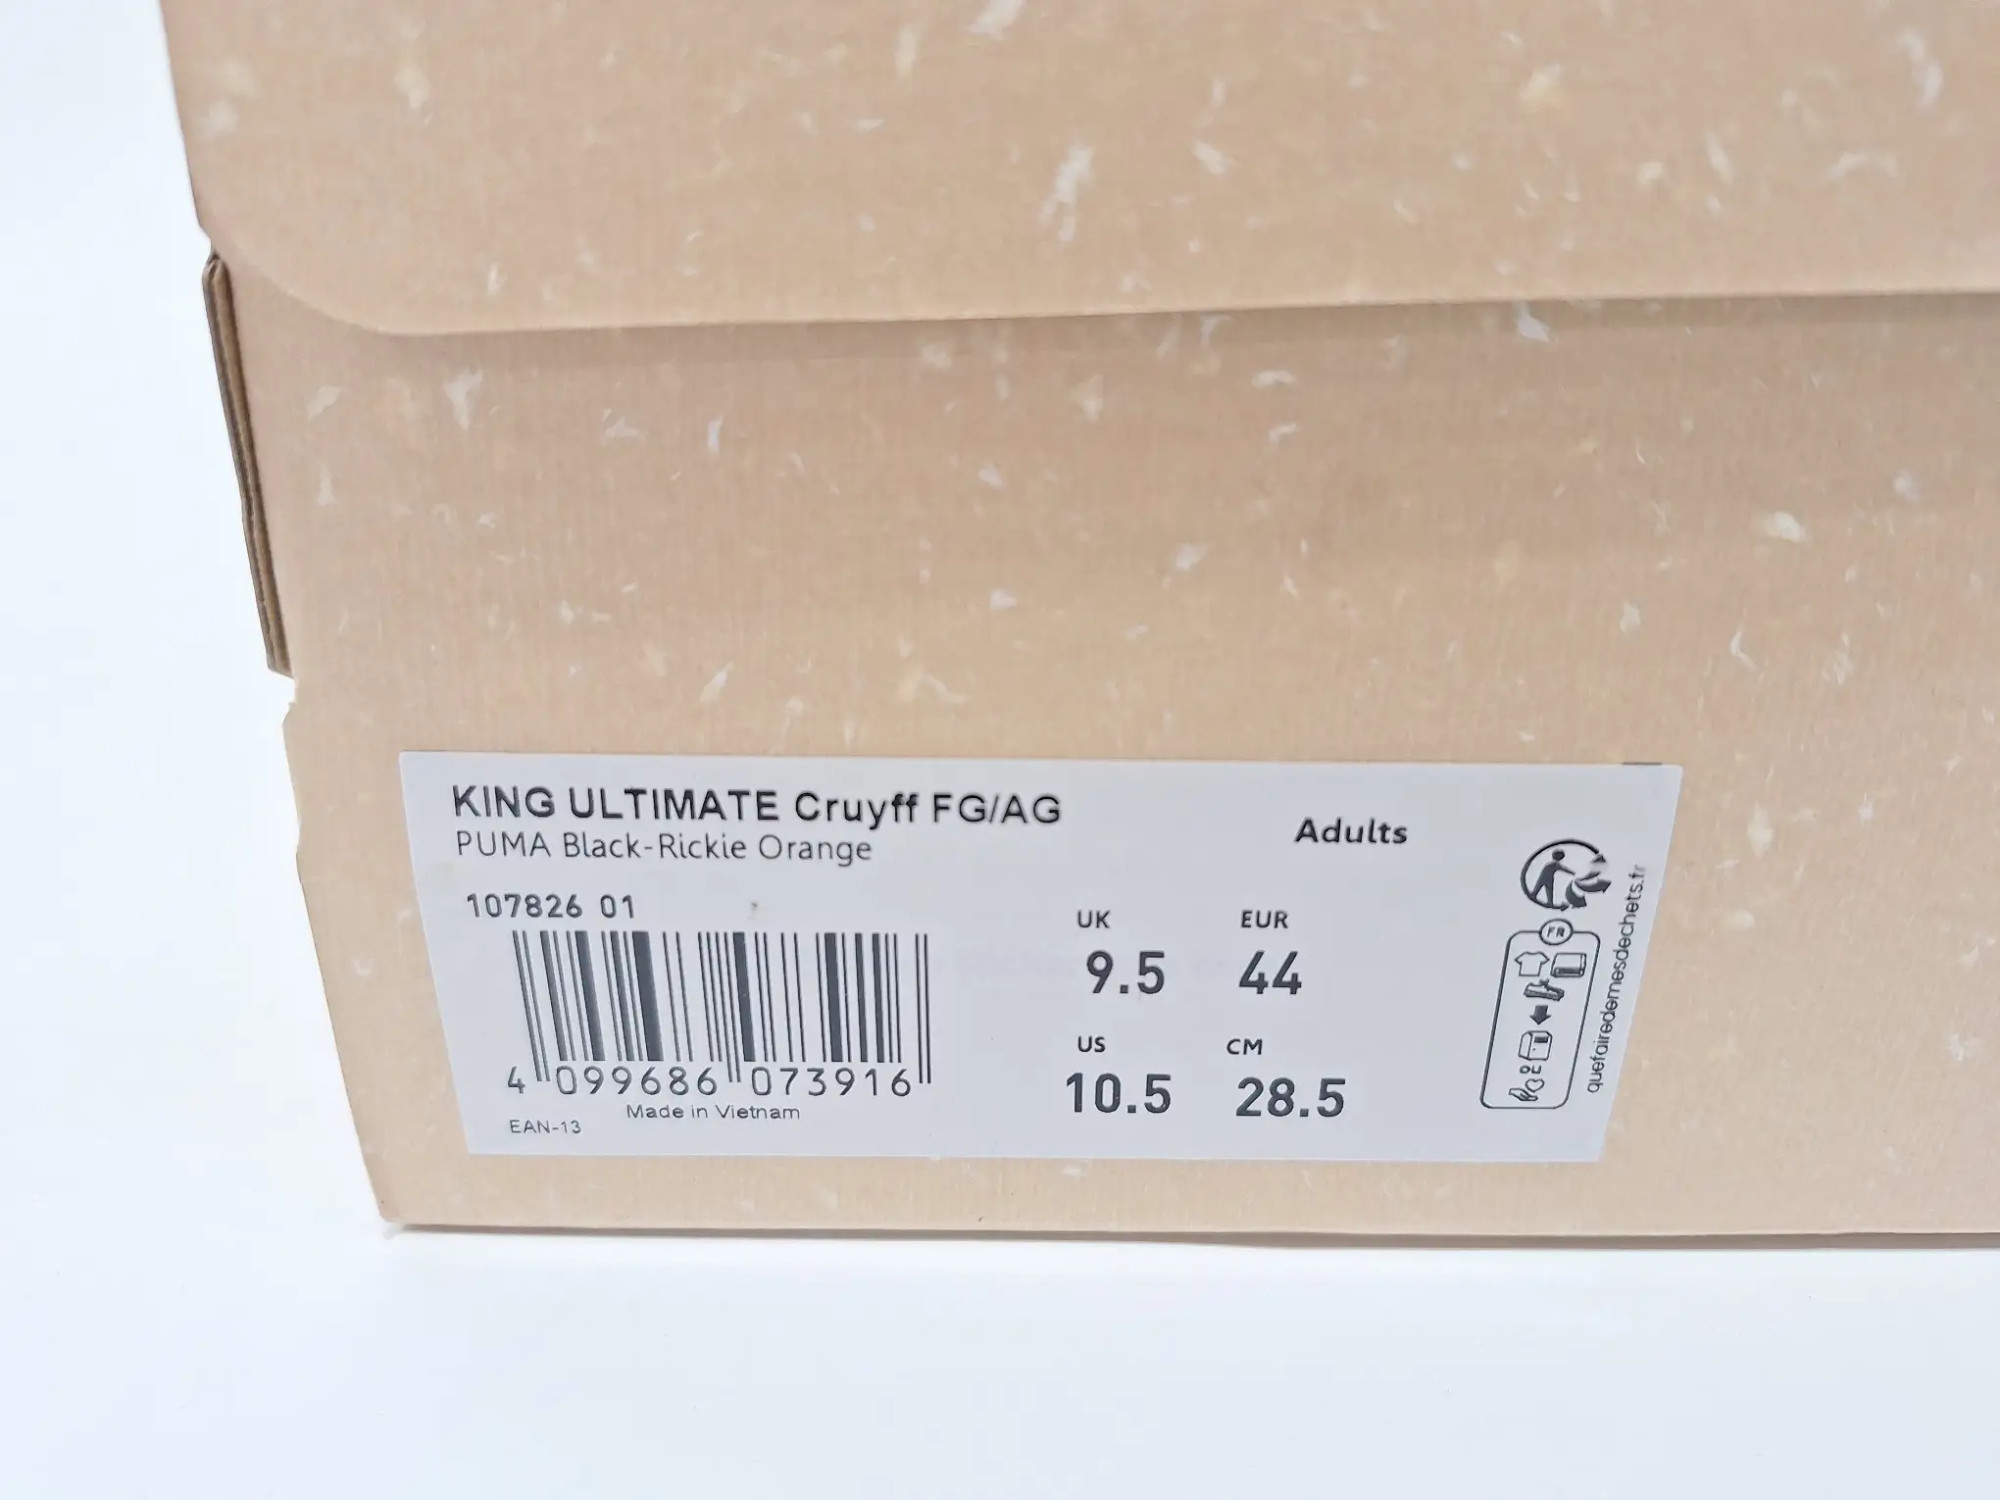 KING ULTIMATE Cruyff FG/AG
PUMA Black-Rickie Orange
Adults
107826 01
4 099686 073916
Made in Vietnam
EAN-13
UK
9.5
EUR
44
US
10.5
CM
28.5
FR
quefairedemesdechets.fr